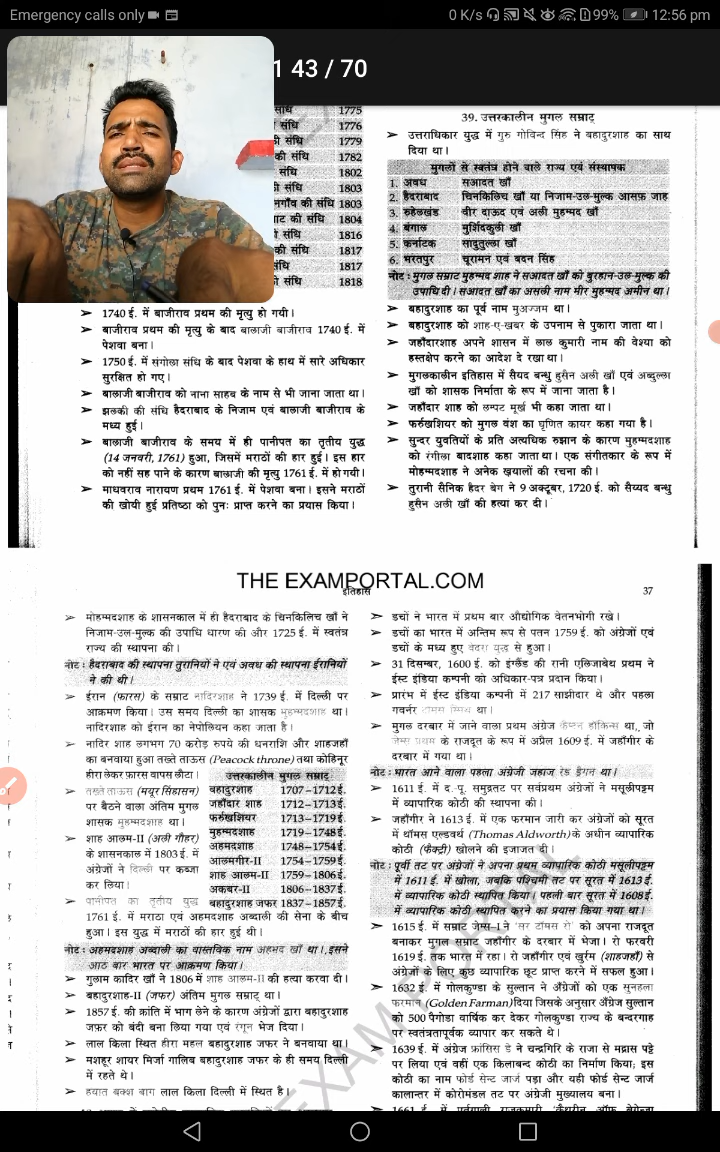 Emergency calls only
0 K/s 99% 12:56 pm
1 43 / 70
संधि 1775
संधि 1776
की संधि 1779
की संधि 1782
संधि 1802
की संधि 1803
नगाँव की संधि 1803
घाट की संधि 1804
संधि 1816
की संधि 1817
संधि 1817
1818
➢ 1740 ई. में बाजीराव प्रथम की मृत्यु हो गयी।
➢ बाजीराव प्रथम की मृत्यु के बाद बालाजी बाजीराव 1740 ई. में
पेशवा बना।
➢ 1750 ई. में संगोला संधि के बाद पेशवा के हाथ में सारे अधिकार
सुरक्षित हो गए।
➢ बालाजी बाजीराव को नाना साहब के नाम से भी जाना जाता था।
➢ झलकी की संधि हैदराबाद के निजाम एवं बालाजी बाजीराव के
मध्य हुई।
➢ बालाजी बाजीराव के समय में ही पानीपत का तृतीय युद्ध
(14 जनवरी, 1761) हुआ, जिसमें मराठों की हार हुई। इस हार
को नहीं सह पाने के कारण बालाजी की मृत्यु 1761 ई. में हो गयी।
➢ माधवराव नारायण प्रथम 1761 ई. में पेशवा बना। इसने मराठों
की खोयी हुई प्रतिष्ठा को पुनः प्राप्त करने का प्रयास किया।
39. उत्तरकालीन मुगल सम्राट्
➢ उत्तराधिकार युद्ध में गुरु गोविन्द सिंह ने बहादुरशाह का साथ
दिया था।
मुगलों से स्वतंत्र होने वाले राज्य एवं संस्थापक
1. अवध सआदत खाँ
2. हैदराबाद चिनकिलिच खाँ या निजाम-उल-मुल्क आसफ़ जाह
3. रुहेलखंड वीर दाऊद एवं अली मुहम्मद खाँ
4. बंगाल मुर्शिदकुली खाँ
5. कर्नाटक सादुतुल्ला खाँ
6. भरतपुर चूरामन एवं बदन सिंह
नोट : मुगल सम्राट मुहम्मद शाह ने सआदत खाँ को बुरहान-उल-मुल्क की
उपाधि दी। सआदत खाँ का असली नाम मीर मुहम्मद अमीन था।
➢ बहादुरशाह का पूर्व नाम मुअज्जम था।
➢ बहादुरशाह को शाह-ए-खबर के उपनाम से पुकारा जाता था।
➢ जहाँदारशाह अपने शासन में लाल कुमारी नाम की वेश्या को
हस्तक्षेप करने का आदेश दे रखा था।
➢ मुगलकालीन इतिहास में सैयद बन्धु हुसैन अली खाँ एवं अब्दुल्ला
खाँ को शासक निर्माता के रूप में जाना जाता है।
➢ जहाँदार शाह को लम्पट मूर्ख भी कहा जाता था।
➢ फर्रुखशियर को मुगल वंश का घृणित कायर कहा गया है।
➢ सुन्दर युवतियों के प्रति अत्यधिक रुझान के कारण मुहम्मदशाह
को रंगीला बादशाह कहा जाता था। एक संगीतकार के रूप में
मोहम्मदशाह ने अनेक ख़यालों की रचना की।
➢ तुरानी सैनिक हैदर बेग ने 9 अक्टूबर, 1720 ई. को सैय्यद बन्धु
हुसैन अली खाँ की हत्या कर दी।
THE EXAMPORTAL.COM
इतिहास 37
➢ मोहम्मदशाह के शासनकाल में ही हैदराबाद के चिनकिलिच खाँ ने
निजाम-उल-मुल्क की उपाधि धारण की और 1725 ई. में स्वतंत्र
राज्य की स्थापना की।
नोट : हैदराबाद की स्थापना तुरानियों ने एवं अवध की स्थापना ईरानियों
ने की थी।
➢ ईरान (फारस) के सम्राट नादिरशाह ने 1739 ई. में दिल्ली पर
आक्रमण किया। उस समय दिल्ली का शासक मुहम्मदशाह था।
नादिरशाह को ईरान का नेपोलियन कहा जाता है।
➢ नादिर शाह लगभग 70 करोड़ रुपये की धनराशि और शाहजहाँ
का बनवाया हुआ तख्ते ताऊस (Peacock throne) तथा कोहिनूर
हीरा लेकर फ़ारस वापस लौटा।
➢ तख्ते ताऊस (मयूर सिंहासन)
पर बैठने वाला अंतिम मुगल
शासक मुहम्मदशाह था।
➢ शाह आलम-II (अली गौहर)
के शासनकाल में 1803 ई. में
अंग्रेजों ने दिल्ली पर कब्जा
कर लिया।
उत्तरकालीन मुगल सम्राट्
बहादुरशाह 1707–1712ई.
जहाँदार शाह 1712–1713ई.
फर्रुखशियर 1713–1719ई.
मुहम्मदशाह 1719–1748ई.
अहमदशाह 1748–1754ई.
आलमगीर-II 1754–1759ई.
शाह आलम-II 1759–1806ई.
अकबर-II 1806–1837ई.
बहादुरशाह जफर 1837–1857ई.
➢ पानीपत का तृतीय युद्ध
1761 ई. में मराठा एवं अहमदशाह अब्दाली की सेना के बीच
हुआ। इस युद्ध में मराठों की हार हुई थी।
नोट : अहमदशाह अब्दाली का वास्तविक नाम अहमद खाँ था। इसने
आठ बार भारत पर आक्रमण किया।
➢ गुलाम कादिर खाँ ने 1806 में शाह आलम-II की हत्या करवा दी।
➢ बहादुरशाह-II (जफर) अंतिम मुगल सम्राट् था।
➢ 1857 ई. की क्रांति में भाग लेने के कारण अंग्रेजों द्वारा बहादुरशाह
जफ़र को बंदी बना लिया गया एवं रंगून भेज दिया।
➢ लाल किला स्थित हीरा महल बहादुरशाह जफर ने बनवाया था।
➢ मशहूर शायर मिर्जा गालिब बहादुरशाह जफर के ही समय दिल्ली
में रहते थे।
➢ हयात बक्श बाग लाल किला दिल्ली में स्थित है।
➢ डचों ने भारत में प्रथम बार औद्योगिक वेतनभोगी रखे।
➢ डचों का भारत में अन्तिम रूप से पतन 1759 ई. को अंग्रेजों एवं
डचों के मध्य हुए वेदरा युद्ध से हुआ।
➢ 31 दिसम्बर, 1600 ई. को इंग्लैंड की रानी एलिजाबेथ प्रथम ने
ईस्ट इंडिया कम्पनी को अधिकार-पत्र प्रदान किया।
➢ प्रारंभ में ईस्ट इंडिया कम्पनी में 217 साझीदार थे और पहला
गवर्नर टॉमस स्मिथ था।
➢ मुगल दरबार में जाने वाला प्रथम अंग्रेज कैप्टन हॉकिन्स था, जो
जेम्स प्रथम के राजदूत के रूप में अप्रैल 1609 ई. में जहाँगीर के
दरबार में गया था।
नोट : भारत आने वाला पहला अंग्रेजी जहाज रेड ड्रैगन था।
➢ 1611 ई. में द.-पू. समुद्रतट पर सर्वप्रथम अंग्रेजों ने मसूलीपट्टम
में व्यापारिक कोठी की स्थापना की।
➢ जहाँगीर ने 1613 ई. में एक फरमान जारी कर अंग्रेजों को सूरत
में थॉमस एल्डवर्थ (Thomas Aldworth) के अधीन व्यापारिक
कोठी (फैक्ट्री) खोलने की इजाजत दी।
नोट : पूर्वी तट पर अंग्रेजों ने अपना प्रथम व्यापारिक कोठी मसूलीपट्टम
में 1611 ई. में खोला, जबकि पश्चिमी तट पर सूरत में 1613 ई.
में व्यापारिक कोठी स्थापित किया। पहली बार सूरत में 1608 ई.
में व्यापारिक कोठी स्थापित करने का प्रयास किया गया था।
➢ 1615 ई. में सम्राट जेम्स-I ने 'सर टॉमस रो' को अपना राजदूत
बनाकर मुगल सम्राट जहाँगीर के दरबार में भेजा। रो फरवरी
1619 ई. तक भारत में रहा। रो जहाँगीर एवं खुर्रम (शाहजहाँ) से
अंग्रेजों के लिए कुछ व्यापारिक छूट प्राप्त करने में सफल हुआ।
➢ 1632 ई. में गोलकुण्डा के सुल्तान ने अँग्रेजों को एक सुनहला
फरमान (Golden Farman) दिया जिसके अनुसार अँग्रेज सुल्तान
को 500 पैगोडा वार्षिक कर देकर गोलकुण्डा राज्य के बन्दरगाह
पर स्वतंत्रतापूर्वक व्यापार कर सकते थे।
➢ 1639 ई. में अंग्रेज फ्रांसिस डे ने चन्द्रगिरि के राजा से मद्रास पट्टे
पर लिया एवं वहीं एक किलाबन्द कोठी का निर्माण किया; इस
कोठी का नाम फोर्ड सेन्ट जार्ज पड़ा और यही फोर्ड सेन्ट जार्ज
कालान्तर में कोरोमंडल तट पर अंग्रेजी मुख्यालय बना।
➢ 1661 ई. में पुर्तगाली राजकुमारी
EXAM PORTAL